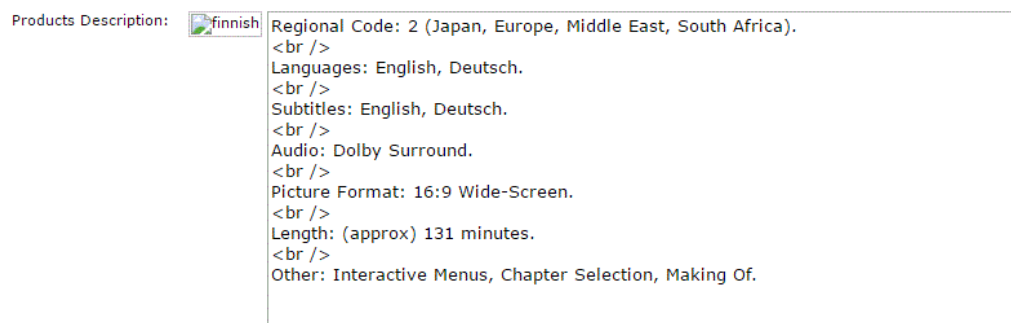 Products Description:
finnish
Regional Code: 2 (Japan, Europe, Middle East, South Africa).
<br />
Languages: English, Deutsch.
<br />
Subtitles: English, Deutsch.
<br />
Audio: Dolby Surround.
<br />
Picture Format: 16:9 Wide-Screen.
<br />
Length: (approx) 131 minutes.
<br />
Other: Interactive Menus, Chapter Selection, Making Of.